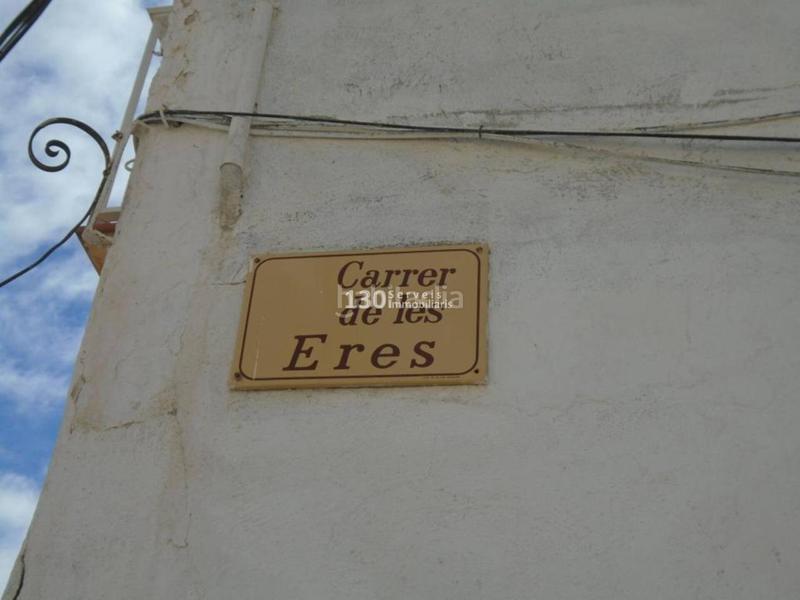 Carrer
de les
Eres
130 Serveis
Immobiliaris